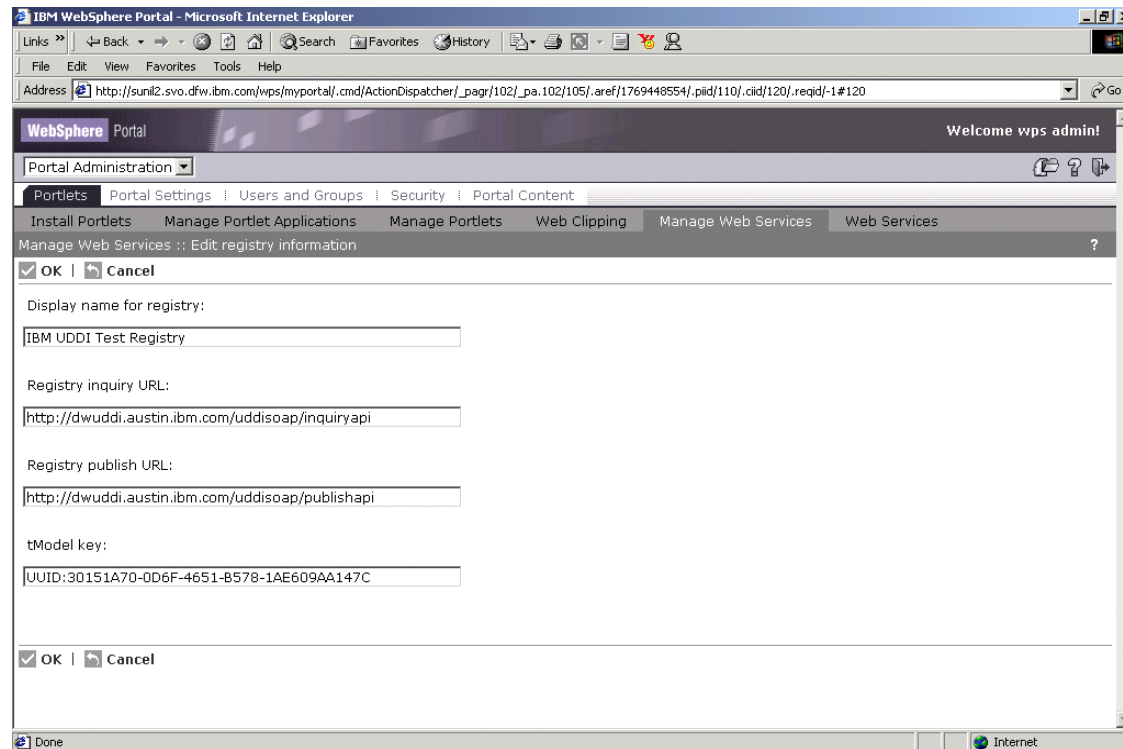 IBM WebSphere Portal - Microsoft Internet Explorer
Links » Back Search Favorites History
File Edit View Favorites Tools Help
Address http://sunil2.svo.dfw.ibm.com/wps/myportal/.cmd/ActionDispatcher/_pagr/102/_pa.102/105/.aref/1769448554/.piid/110/.ciid/120/.reqid/-1#120 Go
WebSphere Portal Welcome wps admin!
Portal Administration ?
Portlets Portal Settings | Users and Groups | Security | Portal Content
Install Portlets Manage Portlet Applications Manage Portlets Web Clipping Manage Web Services Web Services
Manage Web Services :: Edit registry information ?
OK | Cancel
Display name for registry:
IBM UDDI Test Registry
Registry inquiry URL:
http://dwuddi.austin.ibm.com/uddisoap/inquiryapi
Registry publish URL:
http://dwuddi.austin.ibm.com/uddisoap/publishapi
tModel key:
UUID:30151A70-0D6F-4651-B578-1AE609AA147C
OK | Cancel
Done Internet